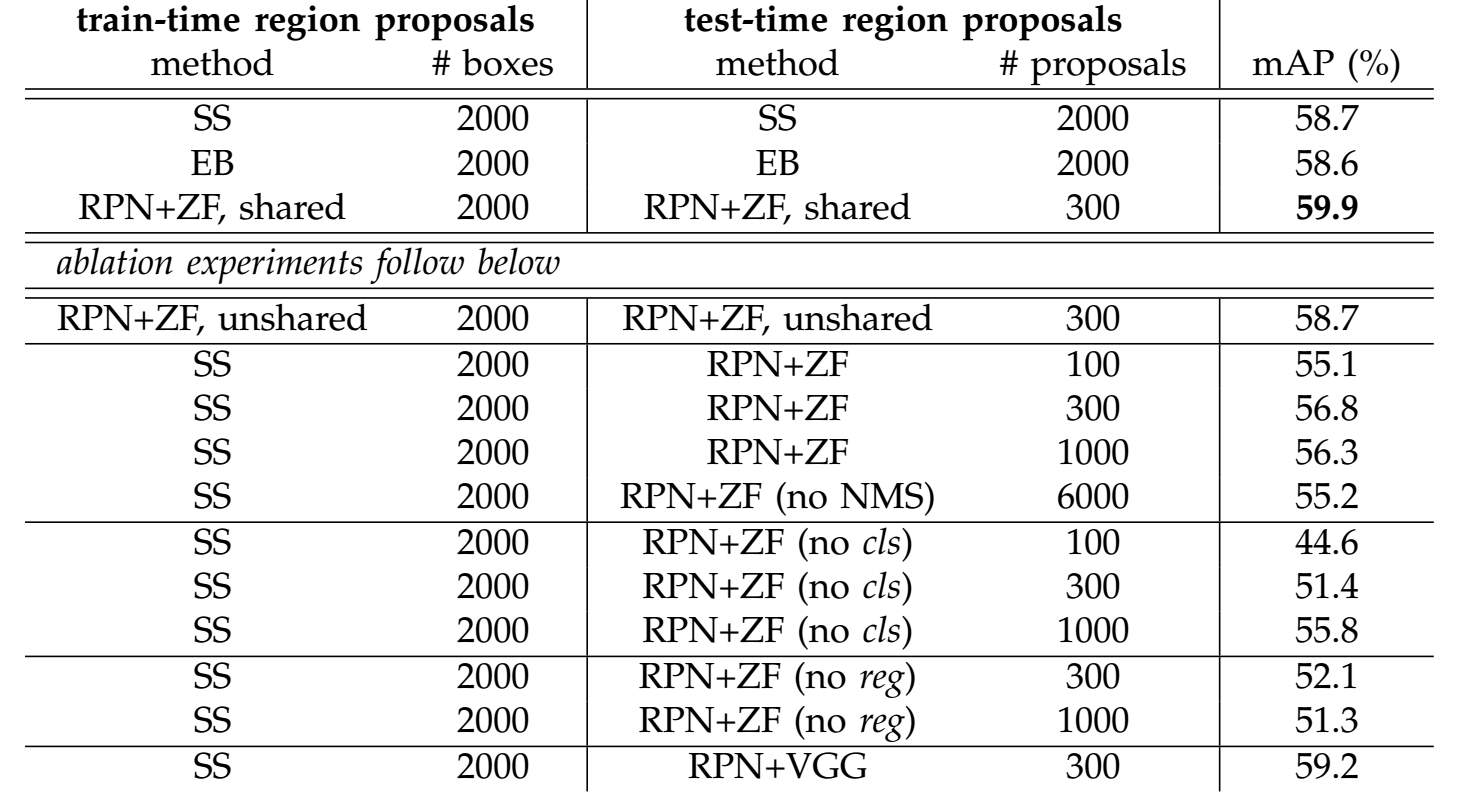 train-time region proposals test-time region proposals
method # boxes method # proposals mAP (%)
SS 2000 SS 2000 58.7
EB 2000 EB 2000 58.6
RPN+ZF, shared 2000 RPN+ZF, shared 300 59.9
ablation experiments follow below
RPN+ZF, unshared 2000 RPN+ZF, unshared 300 58.7
SS 2000 RPN+ZF 100 55.1
SS 2000 RPN+ZF 300 56.8
SS 2000 RPN+ZF 1000 56.3
SS 2000 RPN+ZF (no NMS) 6000 55.2
SS 2000 RPN+ZF (no cls) 100 44.6
SS 2000 RPN+ZF (no cls) 300 51.4
SS 2000 RPN+ZF (no cls) 1000 55.8
SS 2000 RPN+ZF (no reg) 300 52.1
SS 2000 RPN+ZF (no reg) 1000 51.3
SS 2000 RPN+VGG 300 59.2